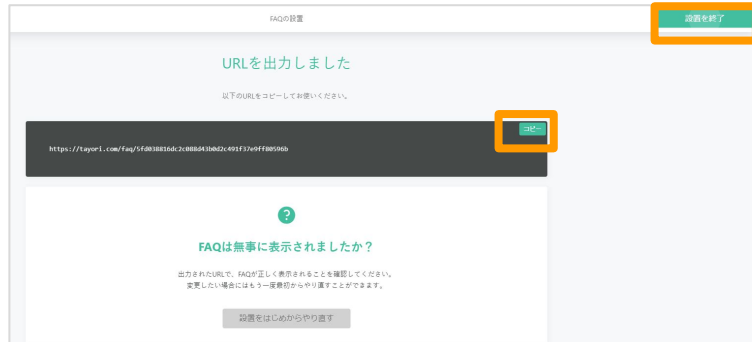 FAQの設置
設置を終了
URLを出力しました
以下のURLをコピーしてお使いください。
コピー
https://tayori.com/faq/5fd038816dc2c088d43b0d2c491f37e9ff80596b
?
FAQは無事に表示されましたか？
出力されたURLで、FAQが正しく表示されることを確認してください。
変更したい場合にはもう一度最初からやり直すことができます。
設置をはじめからやり直す